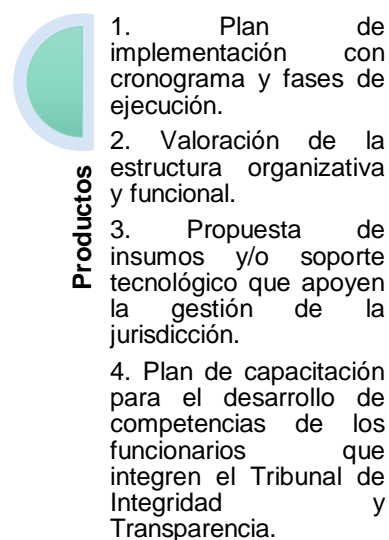 Productos
1. Plan de
implementación con
cronograma y fases de
ejecución.
2. Valoración de la
estructura organizativa
y funcional.
3. Propuesta de
insumos y/o soporte
tecnológico que apoyen
la gestión de la
jurisdicción.
4. Plan de capacitación
para el desarrollo de
competencias de los
funcionarios que
integren el Tribunal de
Integridad y
Transparencia.